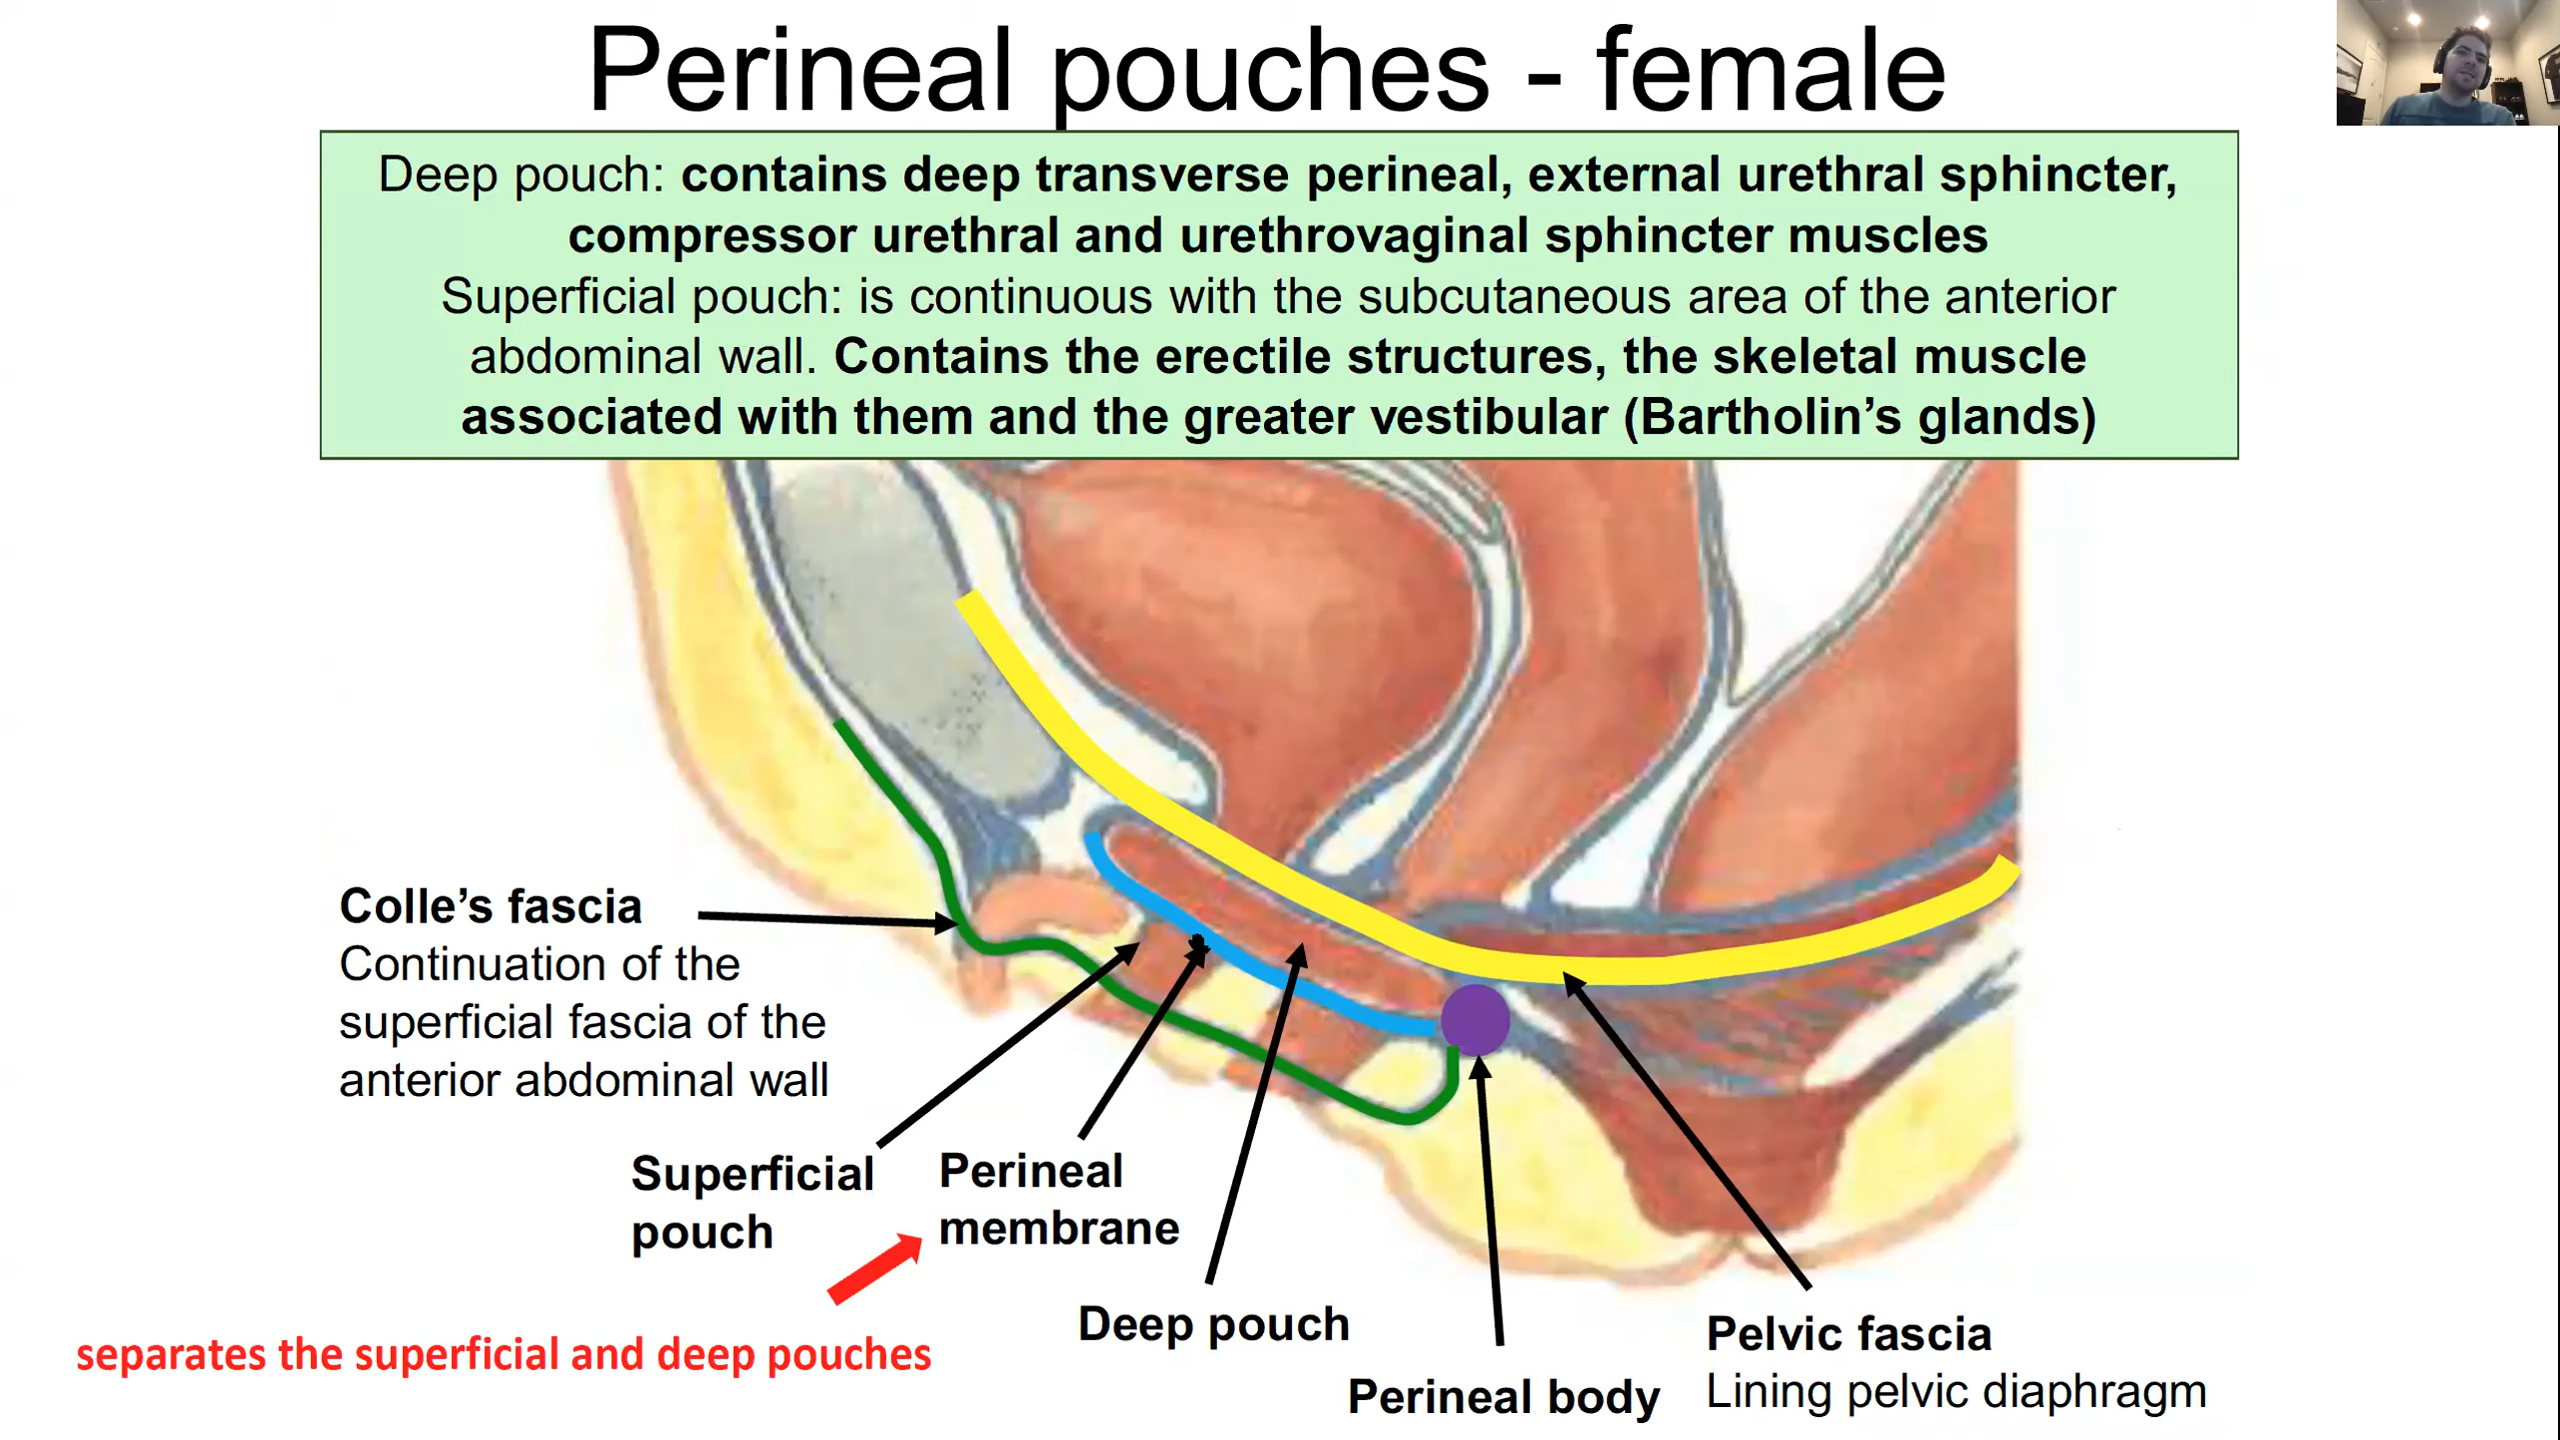 Perineal pouches - female
Deep pouch: contains deep transverse perineal, external urethral sphincter,
compressor urethral and urethrovaginal sphincter muscles
Superficial pouch: is continuous with the subcutaneous area of the anterior
abdominal wall. Contains the erectile structures, the skeletal muscle
associated with them and the greater vestibular (Bartholin’s glands)
Colle’s fascia
Continuation of the
superficial fascia of the
anterior abdominal wall
Superficial
pouch
Perineal
membrane
separates the superficial and deep pouches
Deep pouch
Perineal body
Pelvic fascia
Lining pelvic diaphragm